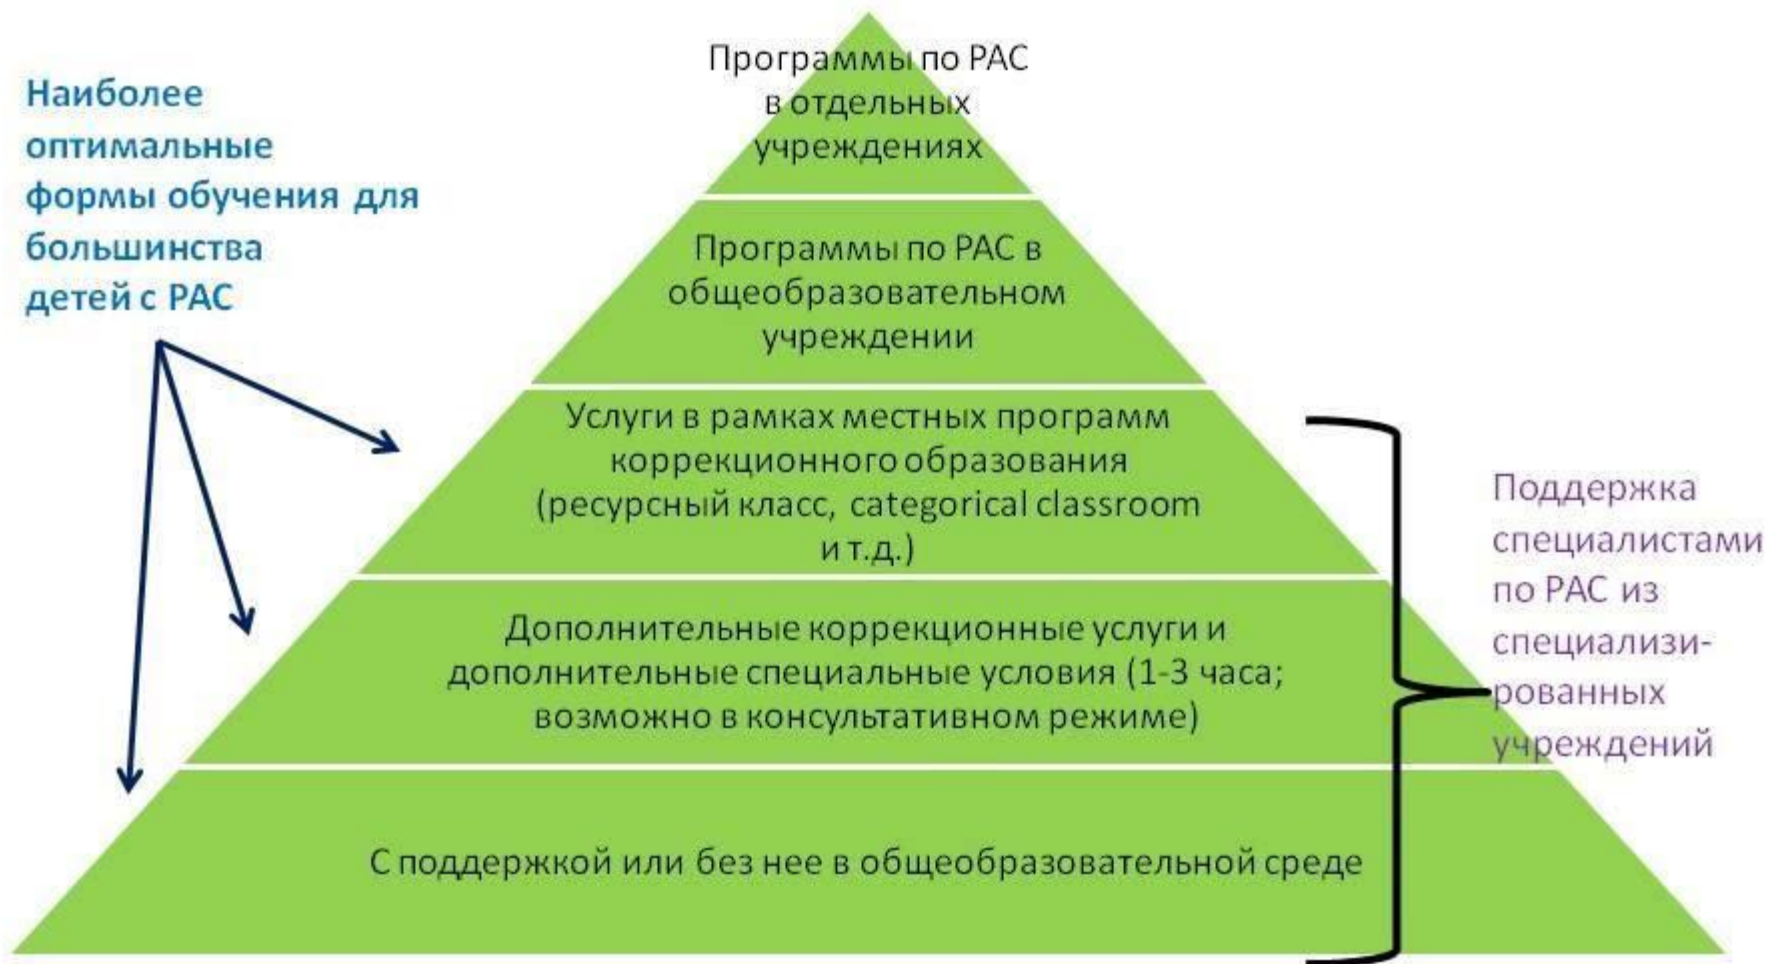 Наиболее
оптимальные
формы обучения для
большинства
детей с РАС
Программы по РАС
в отдельных
учреждениях
Программы по РАС в
общеобразовательном
учреждении
Услуги в рамках местных программ
коррекционного образования
(ресурсный класс, categorical classroom
и т.д.)
Дополнительные коррекционные услуги и
дополнительные специальные условия (1-3 часа;
возможно в консультативном режиме)
С поддержкой или без нее в общеобразовательной среде
Поддержка
специалистами
по РАС из
специализи-
рованных
учреждений